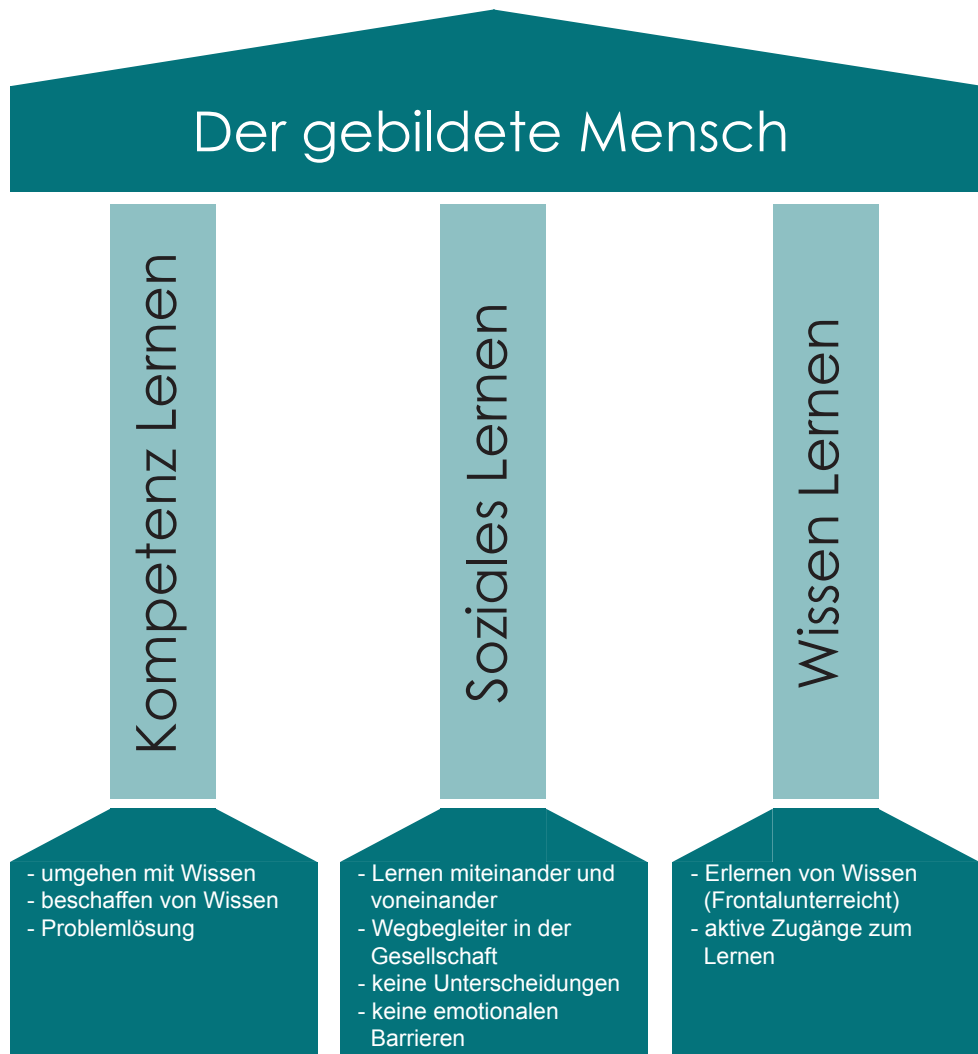 Der gebildete Mensch
Kompetenz Lernen
Soziales Lernen
Wissen Lernen
- umgehen mit Wissen
- beschaffen von Wissen
- Problemlösung
- Lernen miteinander und
voneinander
- Wegbegleiter in der
Gesellschaft
- keine Unterscheidungen
- keine emotionalen
Barrieren
- Erlernen von Wissen
(Frontalunterreicht)
- aktive Zugänge zum
Lernen